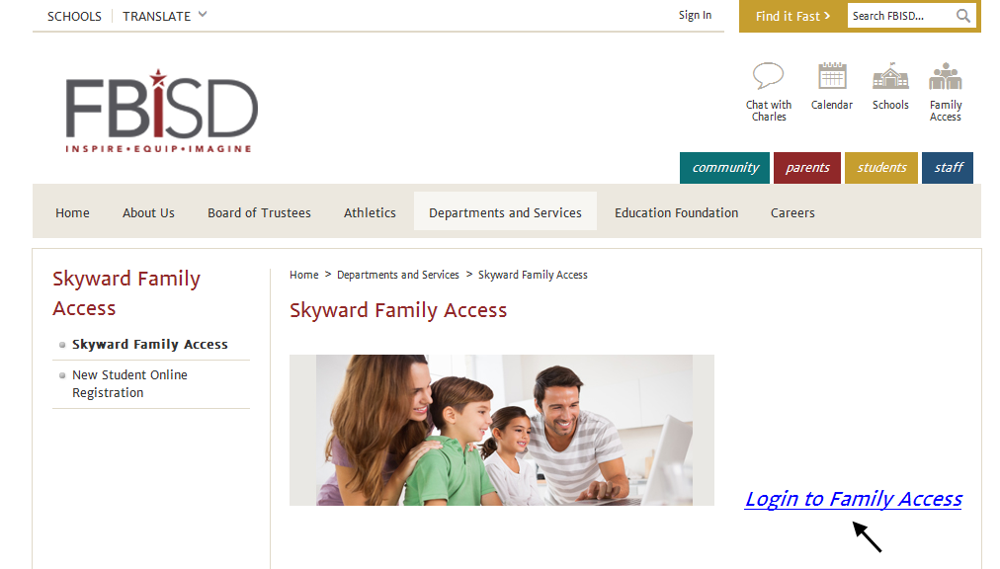 SCHOOLS
TRANSLATE
Sign In
Find it Fast
Search FBISD...
FBiSD
INSPIRE•EQUIP•IMAGINE
Chat with
Charles
Calendar
Schools
Family
Access
community
parents
students
staff
Home
About Us
Board of Trustees
Athletics
Departments and Services
Education Foundation
Careers
Skyward Family
Access
Skyward Family Access
New Student Online
Registration
Home > Departments and Services > Skyward Family Access
Skyward Family Access
Login to Family Access